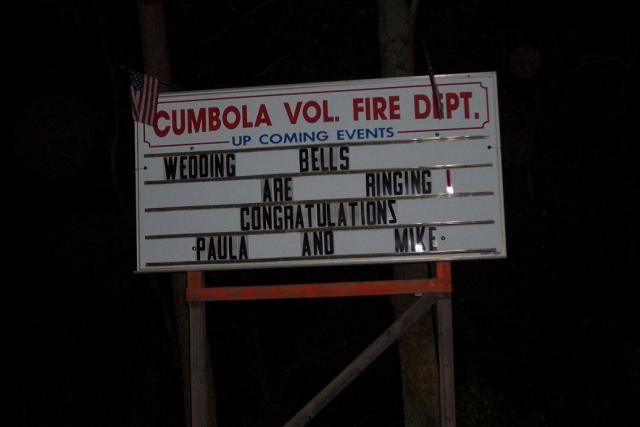 CUMBOLA VOL. FIRE DEPT.
UP COMING EVENTS
WEDDING BELLS
ARE RINGING !
CONGRATULATIONS
PAULA AND MIKE